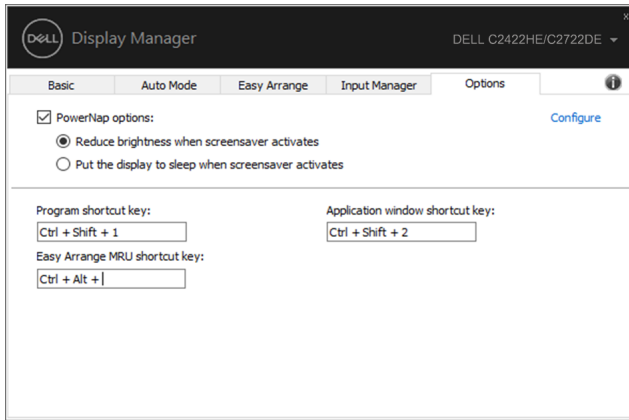 DELL Display Manager DELL C2422HE/C2722DE
x
Basic Auto Mode Easy Arrange Input Manager Options i
PowerNap options: Configure
Reduce brightness when screensaver activates
Put the display to sleep when screensaver activates
Program shortcut key: Application window shortcut key:
Ctrl + Shift + 1 Ctrl + Shift + 2
Easy Arrange MRU shortcut key:
Ctrl + Alt +